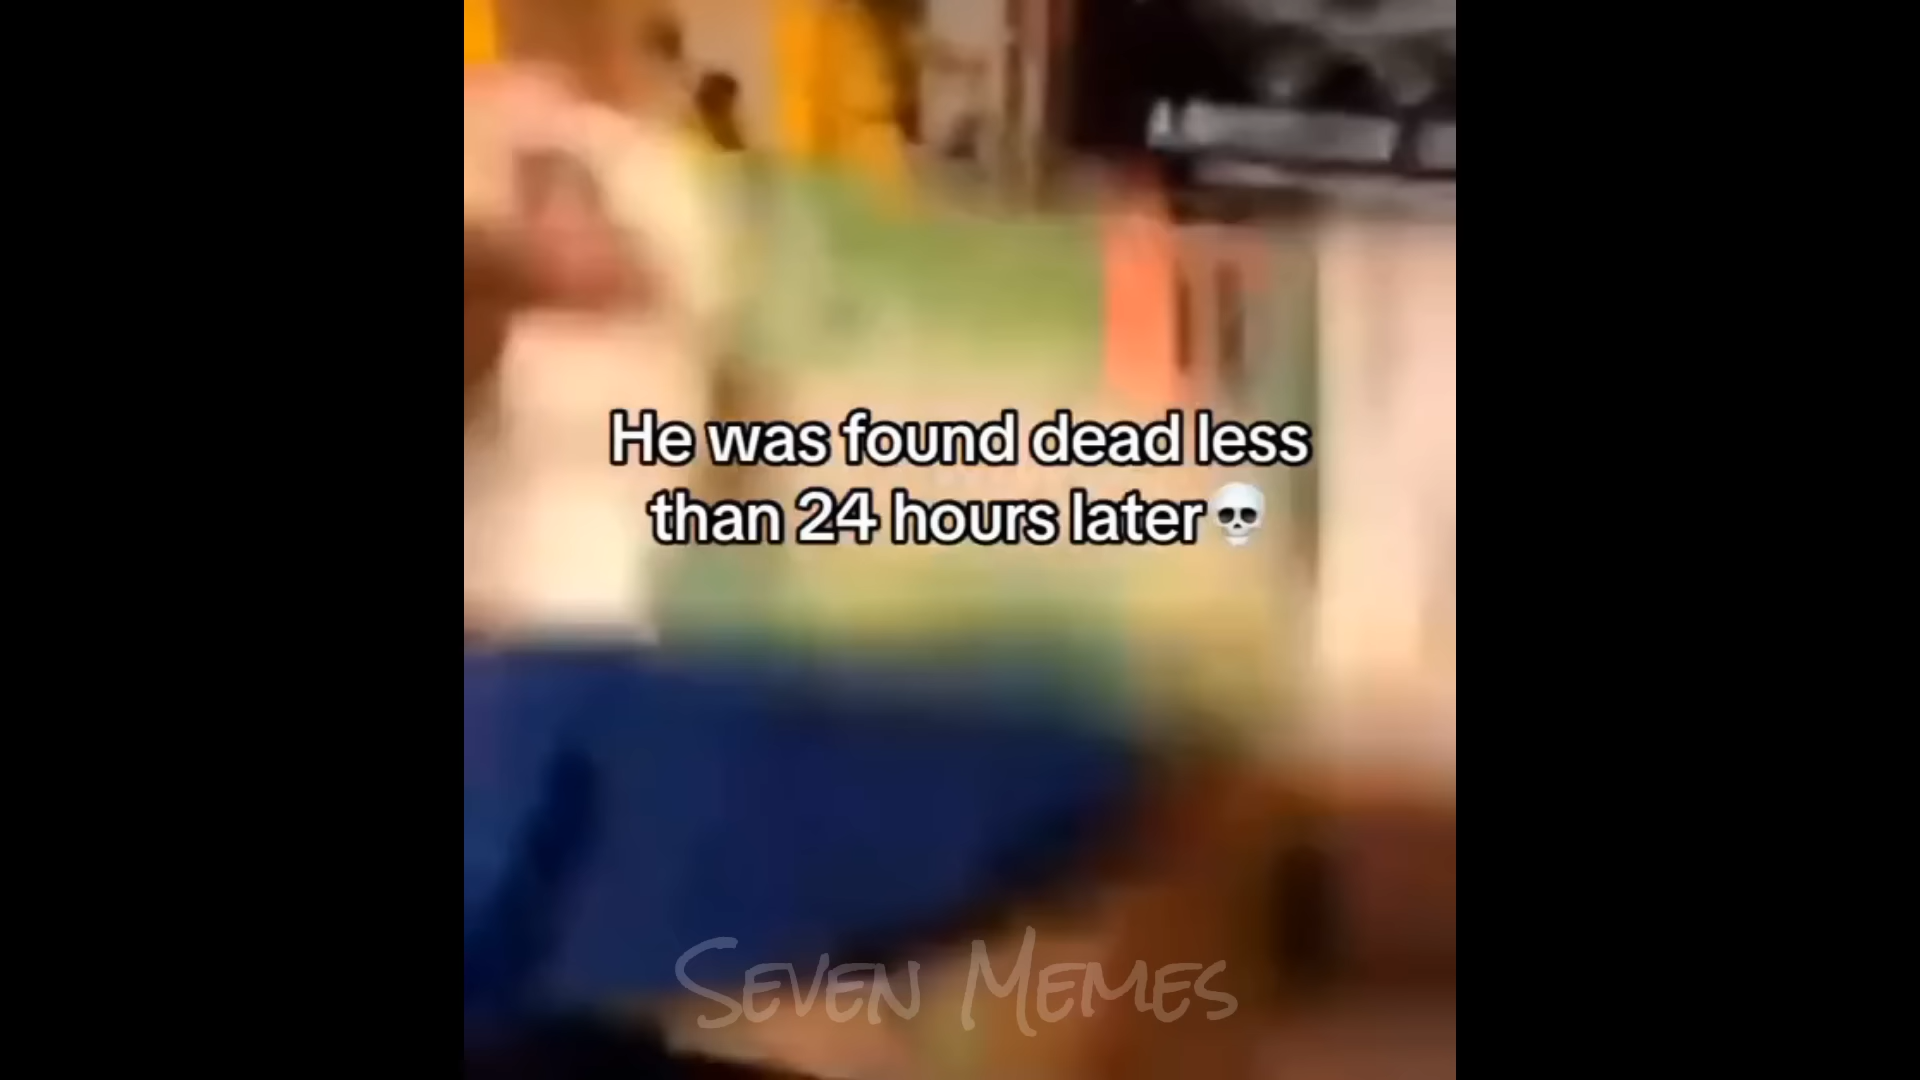 He was found dead less
than 24 hours later💀
SEVEN MEMES